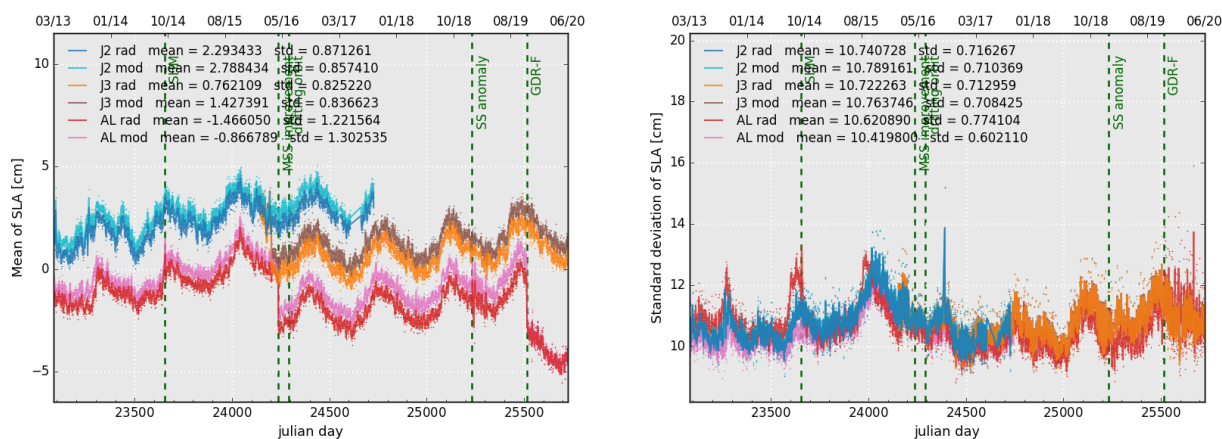 03/13 01/14 10/14 08/15 05/16 03/17 01/18 10/18 08/19 06/20
Mean of SLA [cm]
10
5
0
−5
J2 rad mean = 2.293433 std = 0.871261
J2 mod mean = 2.788434 std = 0.857410
J3 rad mean = 0.762109 std = 0.825220
J3 mod mean = 1.427391 std = 0.836623
AL rad mean = -1.466050 std = 1.221564
AL mod mean = -0.866789 std = 1.302535
MSS improvement
SS anomaly
GDR-F
23500 24000 24500 25000 25500
julian day
03/13 01/14 10/14 08/15 05/16 03/17 01/18 10/18 08/19 06/20
Standard deviation of SLA [cm]
20
18
16
14
12
10
J2 rad mean = 10.740728 std = 0.716267
J2 mod mean = 10.789161 std = 0.710369
J3 rad mean = 10.722263 std = 0.712959
J3 mod mean = 10.763746 std = 0.708425
AL rad mean = 10.620890 std = 0.774104
AL mod mean = 10.419800 std = 0.602110
MSS improvement
SS anomaly
GDR-F
23500 24000 24500 25000 25500
julian day